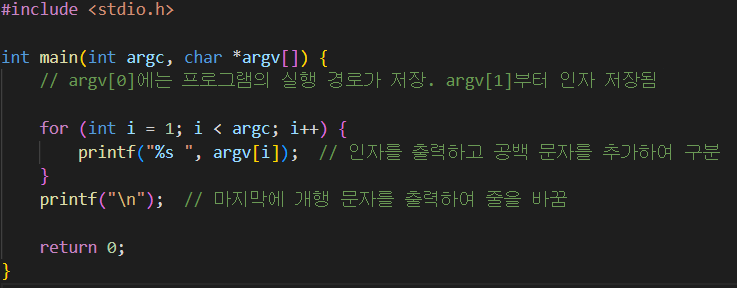 #include <stdio.h>
int main(int argc, char *argv[]) {
    // argv[0]에는 프로그램의 실행 경로가 저장. argv[1]부터 인자 저장됨
    for (int i = 1; i < argc; i++) {
        printf("%s ", argv[i]);  // 인자를 출력하고 공백 문자를 추가하여 구분
    }
    printf("\n");  // 마지막에 개행 문자를 출력하여 줄을 바꿈
    return 0;
}